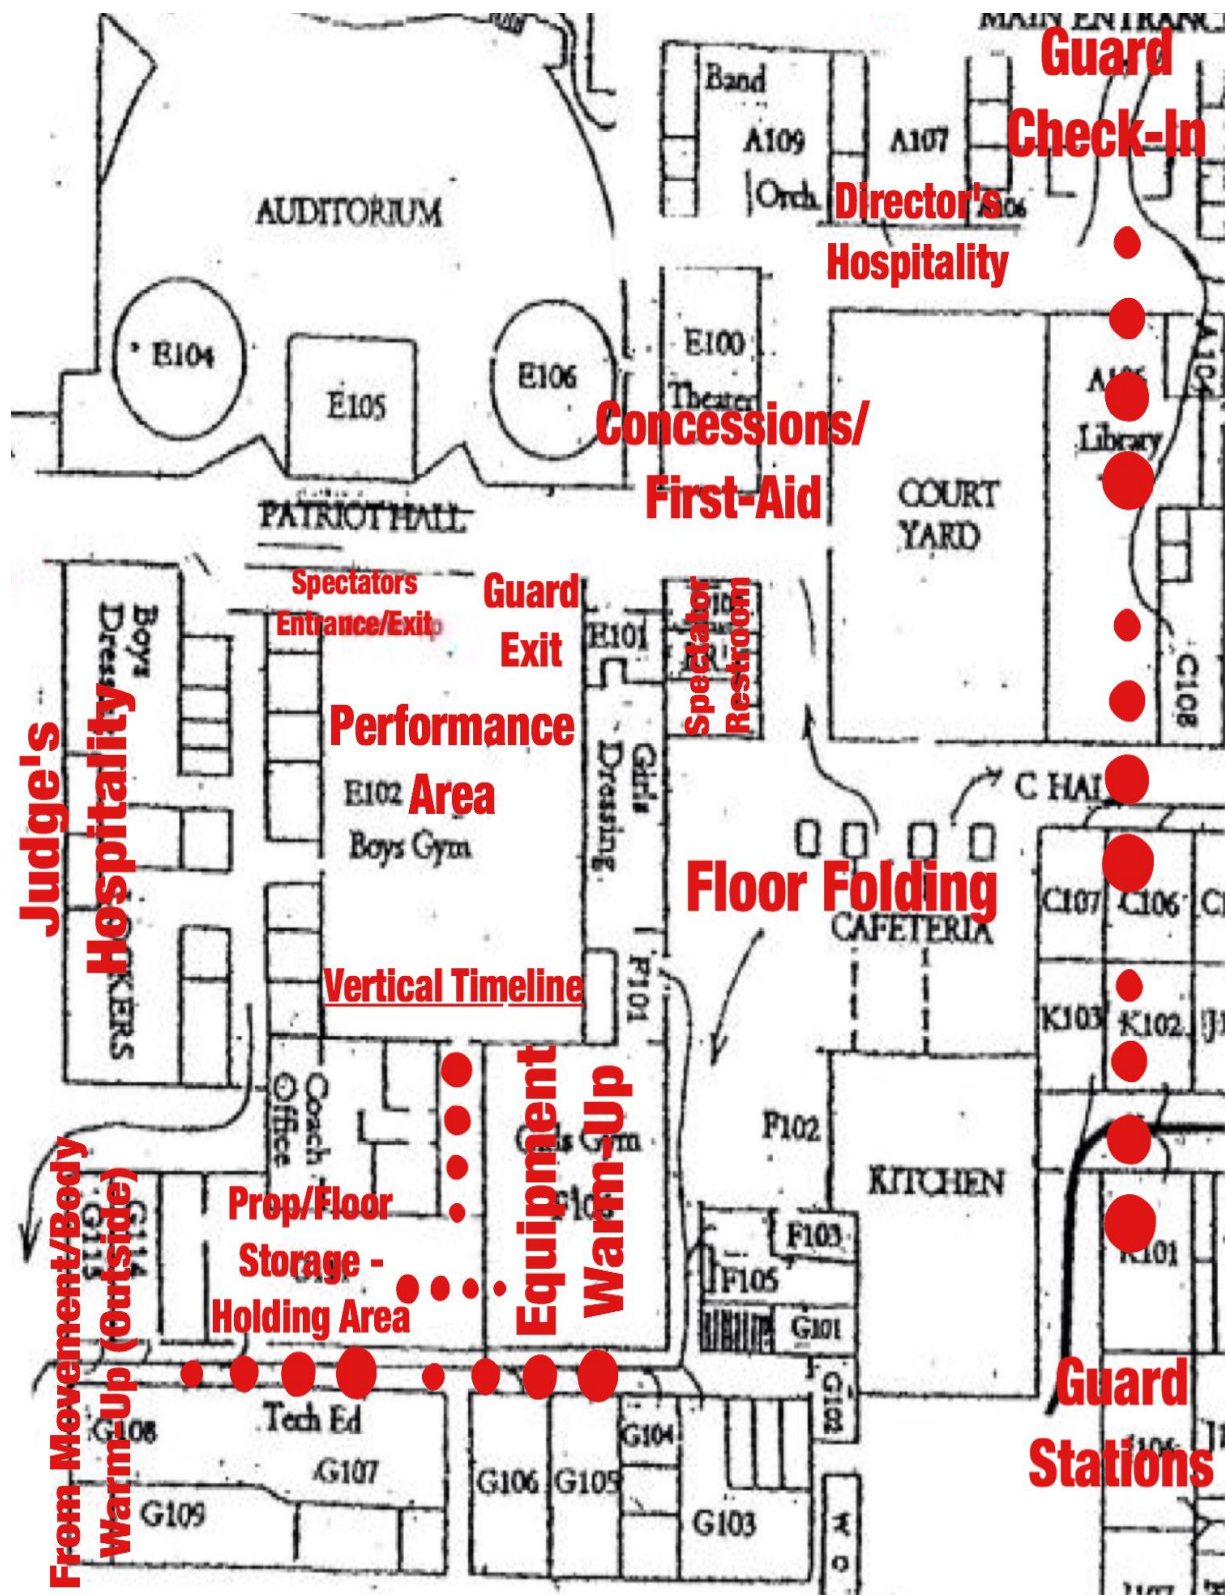 MAIN ENTRANCE
Guard
Check-In
Band
A109
Orch.
A107
Director's
Hospitality
AUDITORIUM
E104
E105
E106
E100
Theater
Concessions/
First-Aid
COURT
YARD
Library
A104
PATRIOT HALL
Spectators
Entrance/Exit
Guard
Exit
E101
Spectator
Restroom
Boys
C108
Judge's
Hospitality
Performance
Area
E102
Boys Gym
Girls
Dressing
C HALL
Floor Folding
CAFETERIA
C107
C106
K103
K102
Vertical Timeline
F101
Coach
Office
Equipment
Warm-Up
Girls Gym
F102
KITCHEN
F103
F105
G101
K101
Prop/Floor
Storage -
Holding Area
G114
G115
From Movement/Body
Warm-Up (Outside)
G108
Tech Ed
G107
G109
G106
G105
G104
G103
G102
Guard
Stations